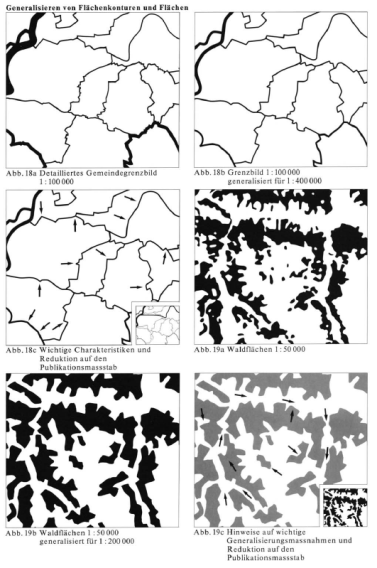 Generalisieren von Flächenkonturen und Flächen
Abb. 18a Detailliertes Gemeindegrenzbild
1:100 000
Abb. 18b Grenzbild 1:100 000
generalisiert für 1:400 000
Abb. 18c Wichtige Charakteristiken und
Reduktion auf den
Publikationsmassstab
Abb. 19a Waldflächen 1:50 000
Abb. 19b Waldflächen 1:50 000
generalisiert für 1:200 000
Abb. 19c Hinweise auf wichtige
Generalisierungsmassnahmen und
Reduktion auf den
Publikationsmassstab